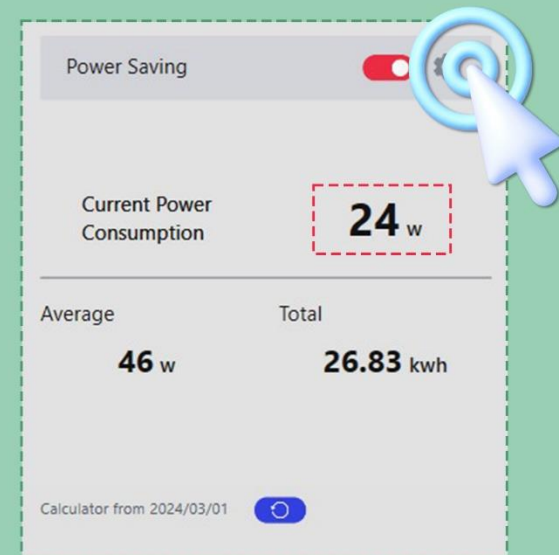 Power Saving
Current Power
Consumption
24 w
Average
Total
46 w
26.83 kwh
Calculator from 2024/03/01